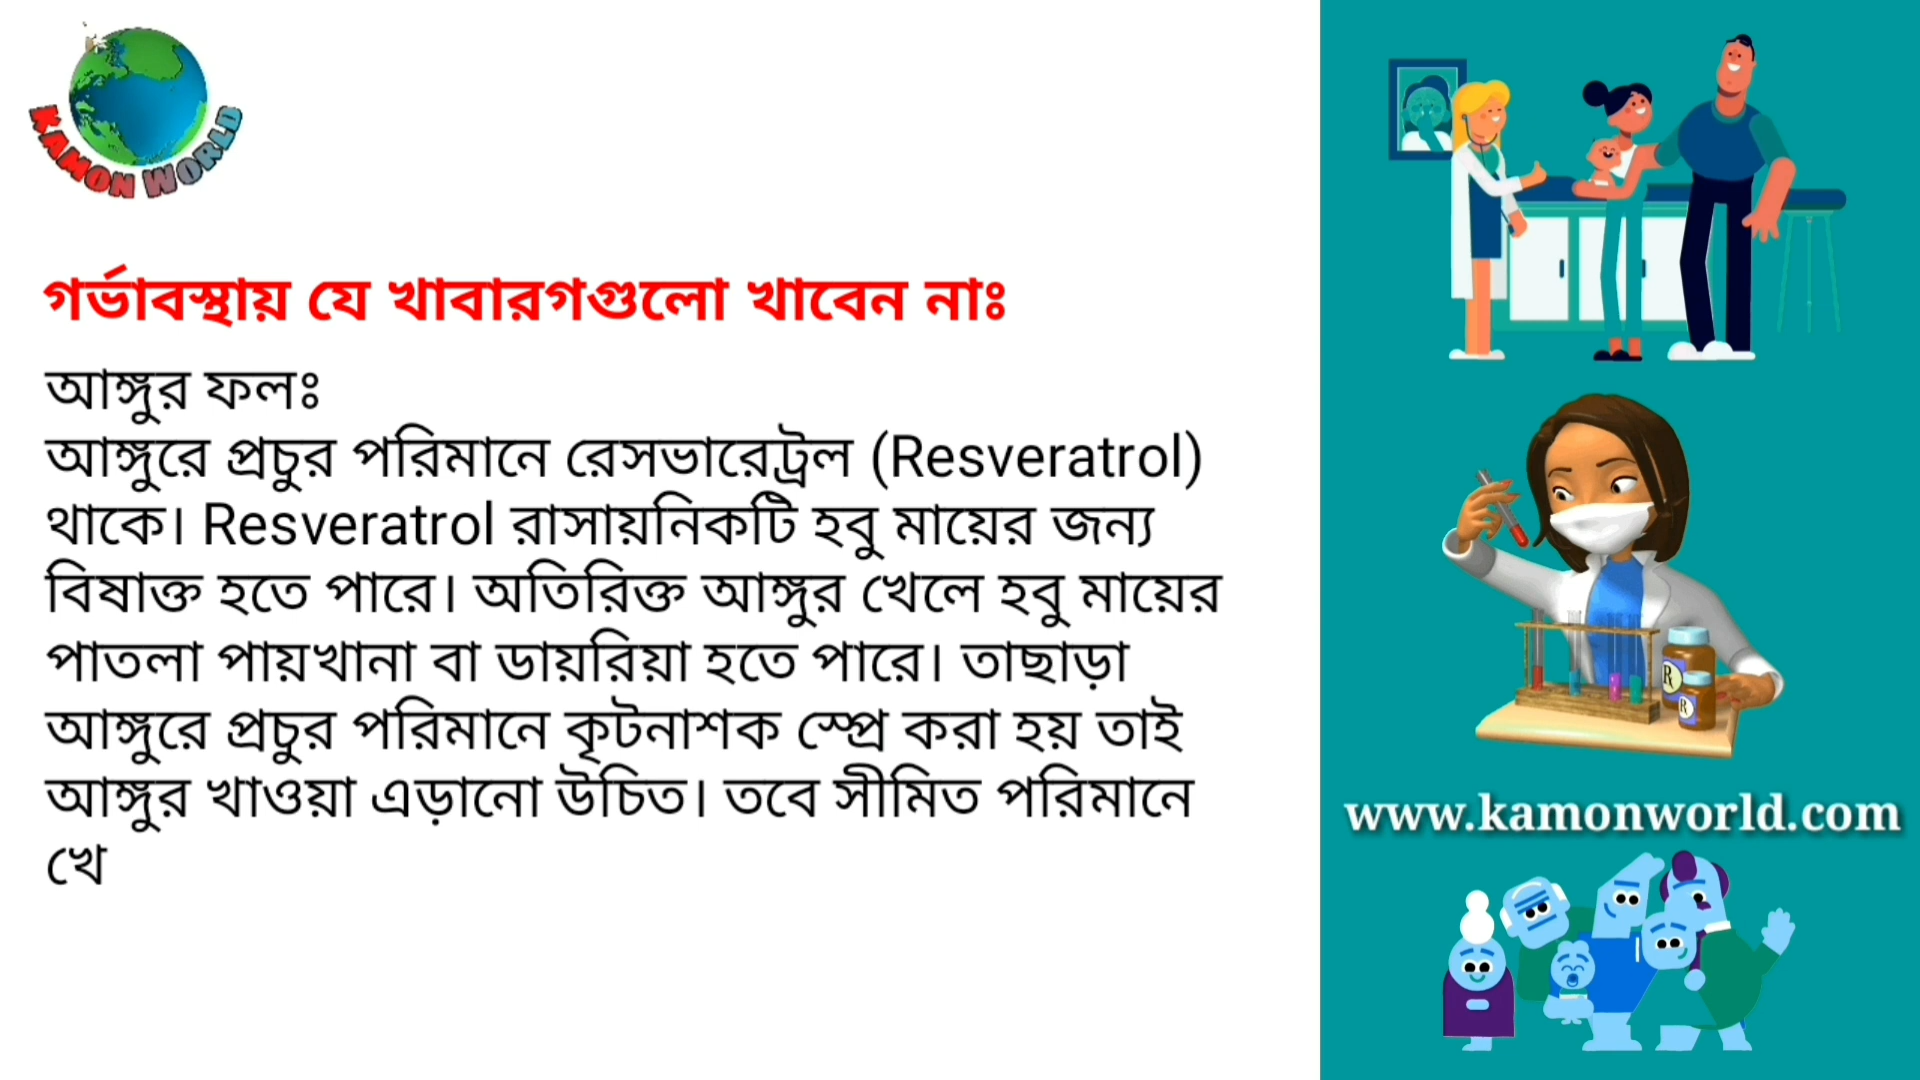 KAMON WORLD
গর্ভাবস্থায় যে খাবারগগুলো খাবেন নাঃ
আঙ্গুর ফলঃ
আঙ্গুরে প্রচুর পরিমানে রেসভারেট্রল (Resveratrol)
থাকে। Resveratrol রাসায়নিকটি হবু মায়ের জন্য
বিষাক্ত হতে পারে। অতিরিক্ত আঙ্গুর খেলে হবু মায়ের
পাতলা পায়খানা বা ডায়রিয়া হতে পারে। তাছাড়া
আঙ্গুরে প্রচুর পরিমানে কৃটনাশক স্প্রে করা হয় তাই
আঙ্গুর খাওয়া এড়ানো উচিত। তবে সীমিত পরিমানে
খে
R
R
www.kamonworld.com